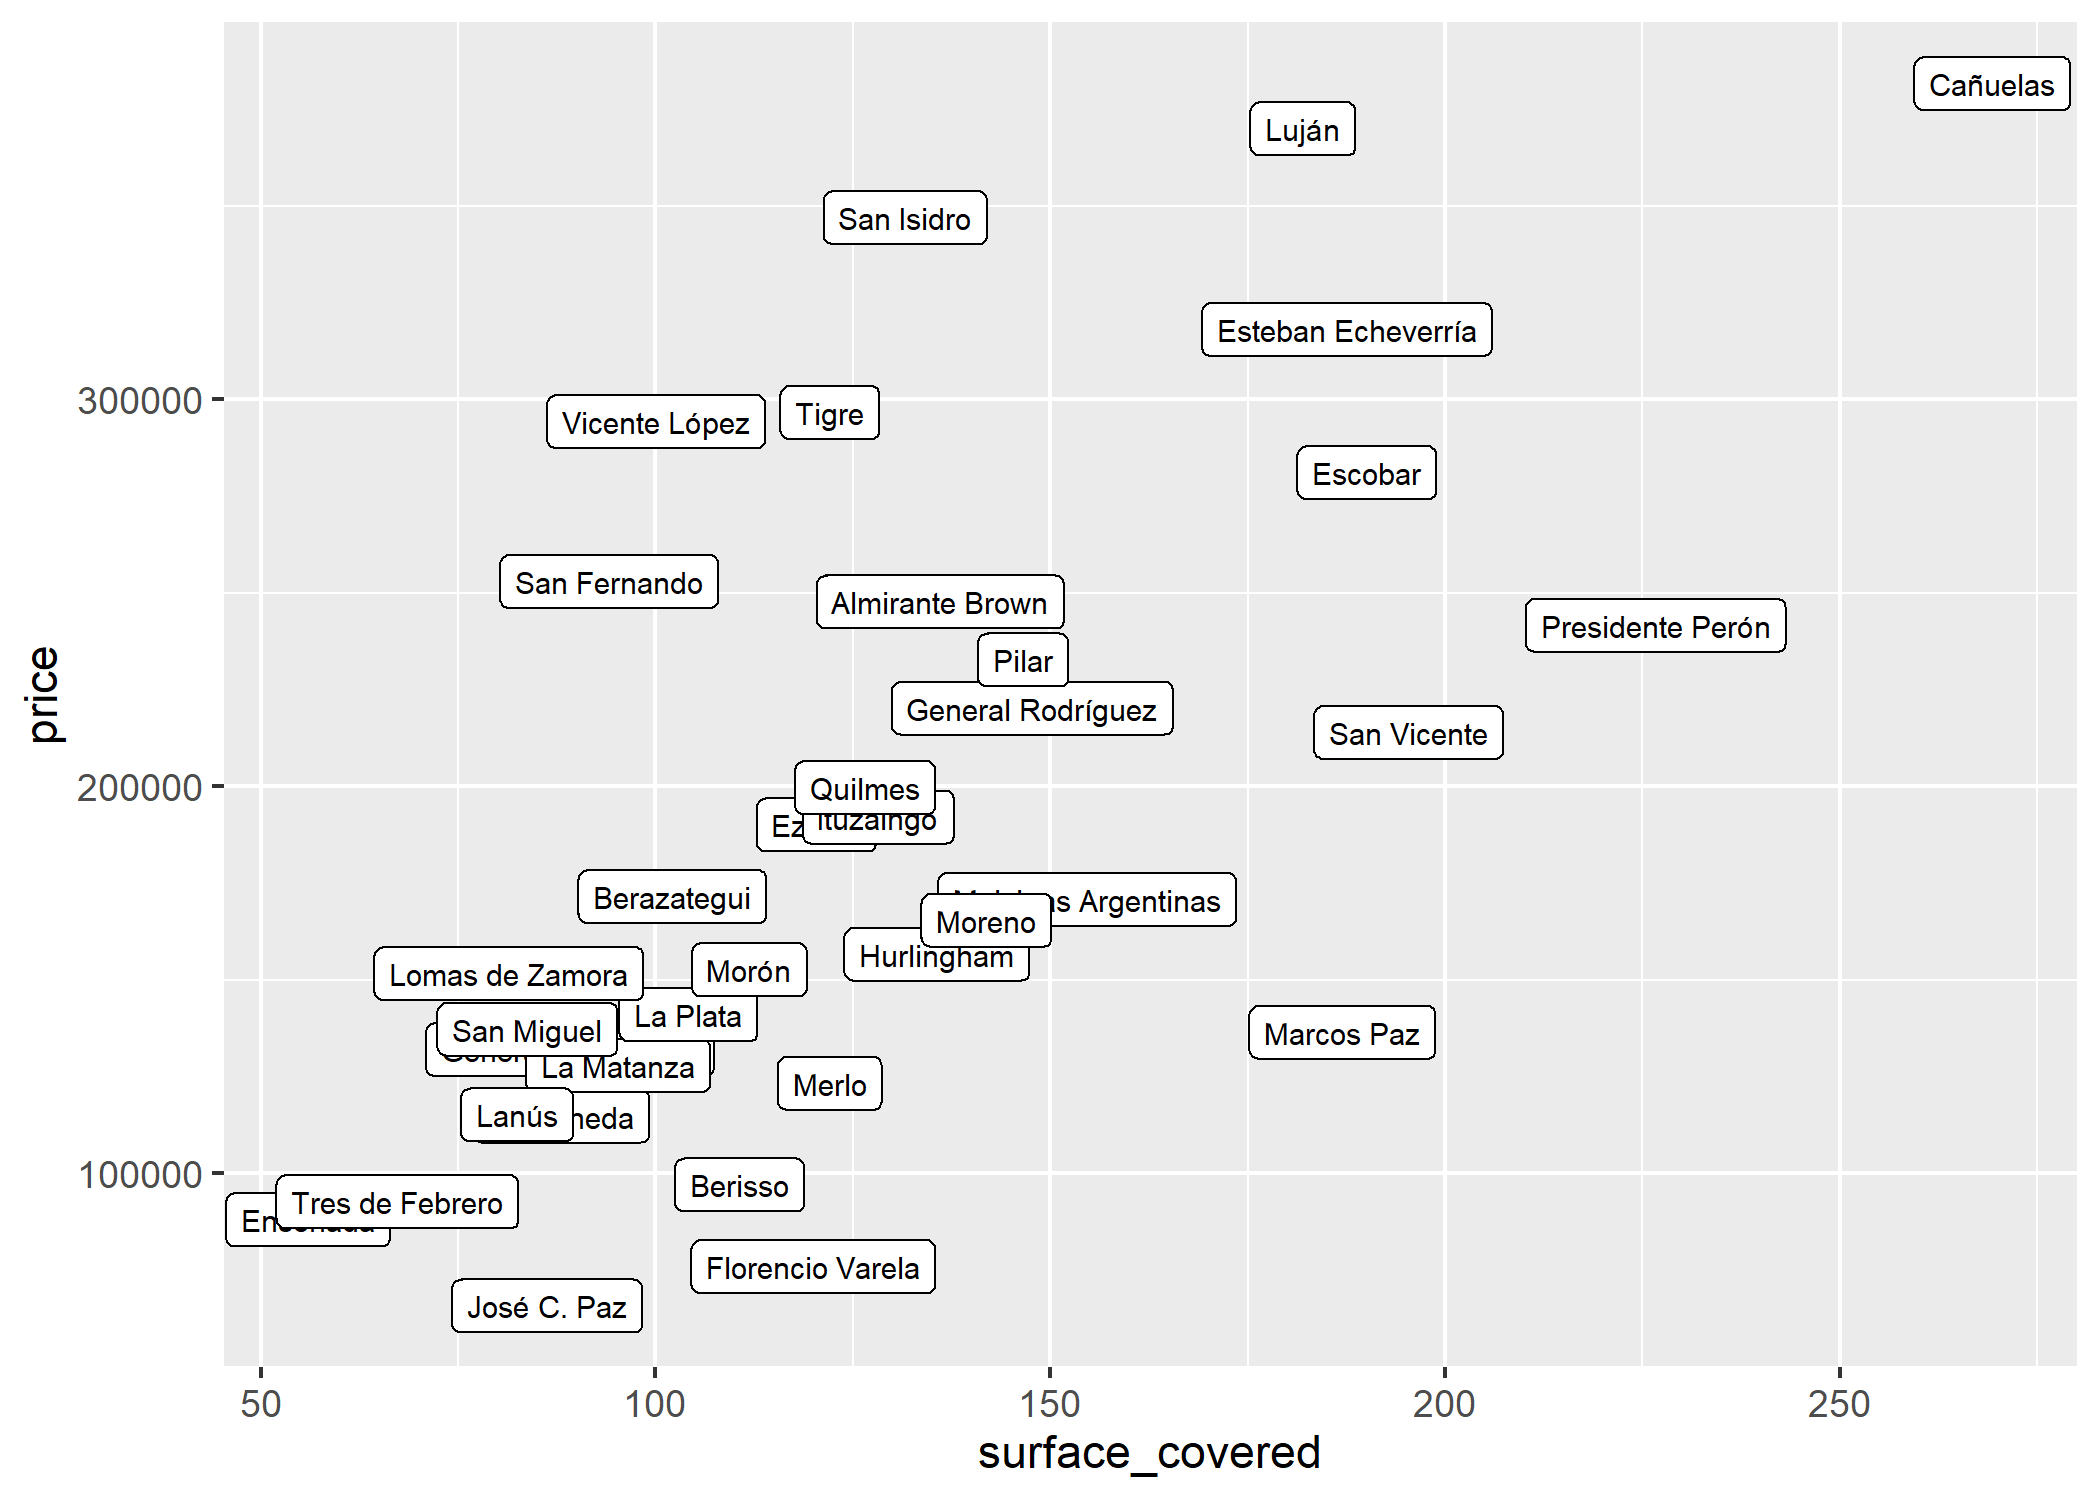 Cañuelas
Luján
San Isidro
Esteban Echeverría
300000
Vicente López
Tigre
Escobar
San Fernando
Almirante Brown
Presidente Perón
price
Pilar
General Rodríguez
San Vicente
200000
Quilmes
Ituzaingó
Berazategui
Argentinas
Moreno
Hurlingham
Lomas de Zamora
Morón
La Plata
San Miguel
Marcos Paz
La Matanza
Merlo
Lanús
100000
Berisso
Tres de Febrero
Ensenada
Florencio Varela
José C. Paz
50
100
150
200
250
surface_covered